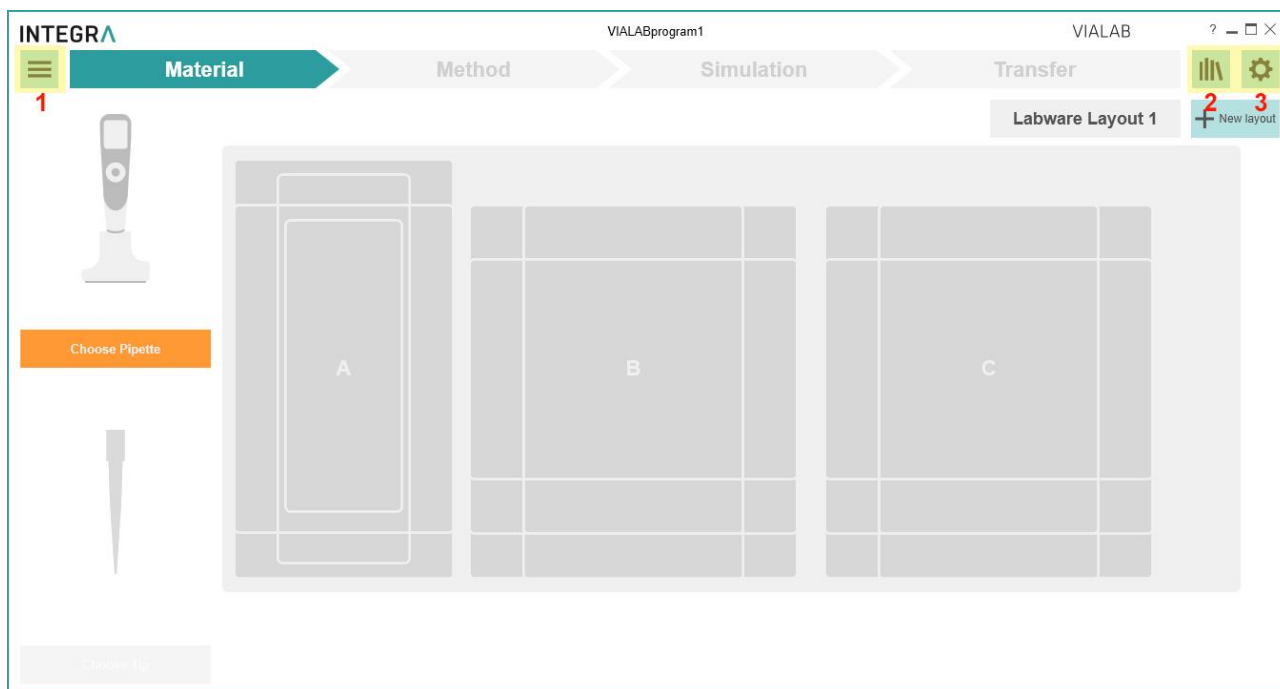 INTEGRA VIALABprogram1 VIALAB ?
Material Method Simulation Transfer
1 2 3
Labware Layout 1 New layout
Choose Pipette
A B C
Choose Tip